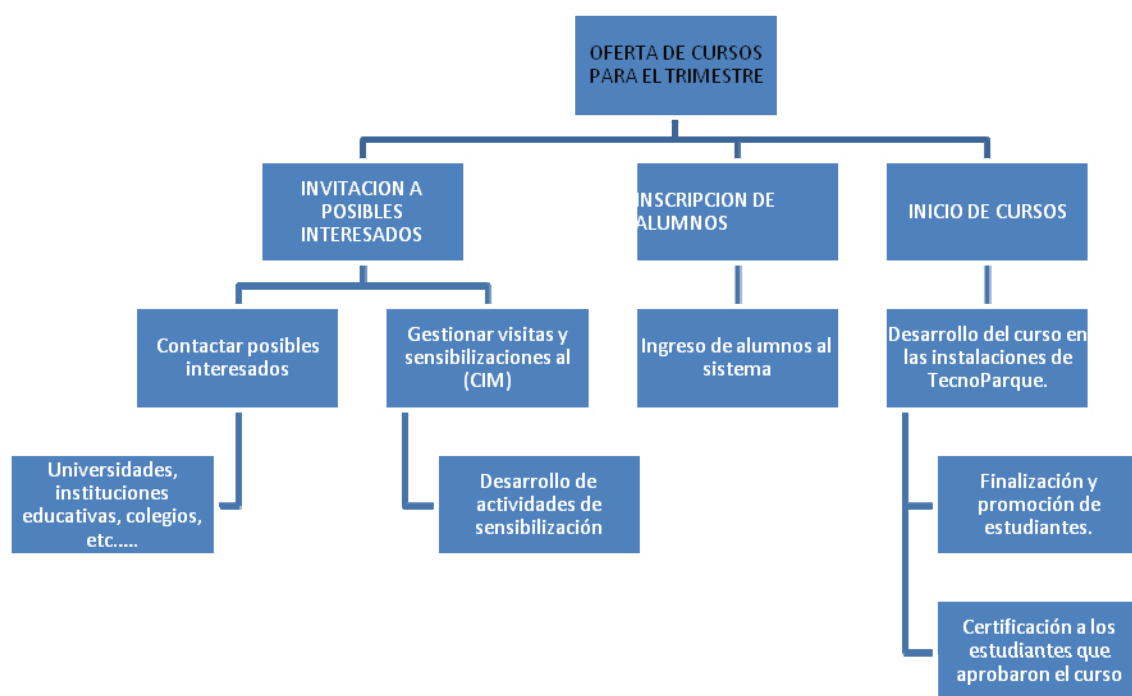 OFERTA DE CURSOS
PARA EL TRIMESTRE
INVITACION A
POSIBLES
INTERESADOS
INSCRIPCION DE
ALUMNOS
INICIO DE CURSOS
Contactar posibles
interesados
Gestionar visitas y
sensibilizaciones al
(CIM)
Ingreso de alumnos al
sistema
Desarrollo del curso en
las instalaciones de
TecnoParque.
Universidades,
instituciones
educativas, colegios,
etc.....
Desarrollo de
actividades de
sensibilización
Finalización y
promoción de
estudiantes.
Certificación a los
estudiantes que
aprobaron el curso